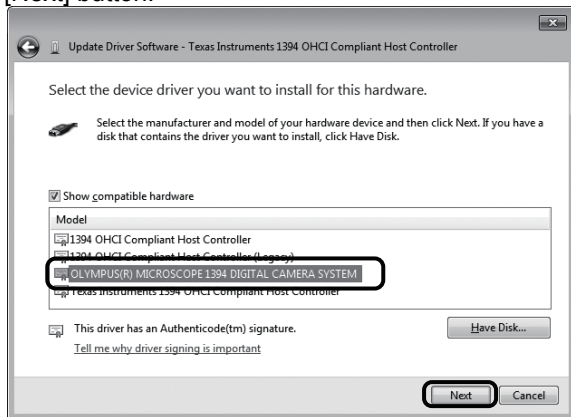 [Next] button.
Update Driver Software - Texas Instruments 1394 OHCI Compliant Host Controller
Select the device driver you want to install for this hardware.
Select the manufacturer and model of your hardware device and then click Next. If you have a
disk that contains the driver you want to install, click Have Disk.
Show compatible hardware
Model
1394 OHCI Compliant Host Controller
1394 OHCI Compliant Host Controller (Legacy)
OLYMPUS(R) MICROSCOPE 1394 DIGITAL CAMERA SYSTEM
Texas Instruments 1394 OHCI Compliant Host Controller
This driver has an Authenticode(tm) signature.
Have Disk...
Tell me why driver signing is important
Next
Cancel